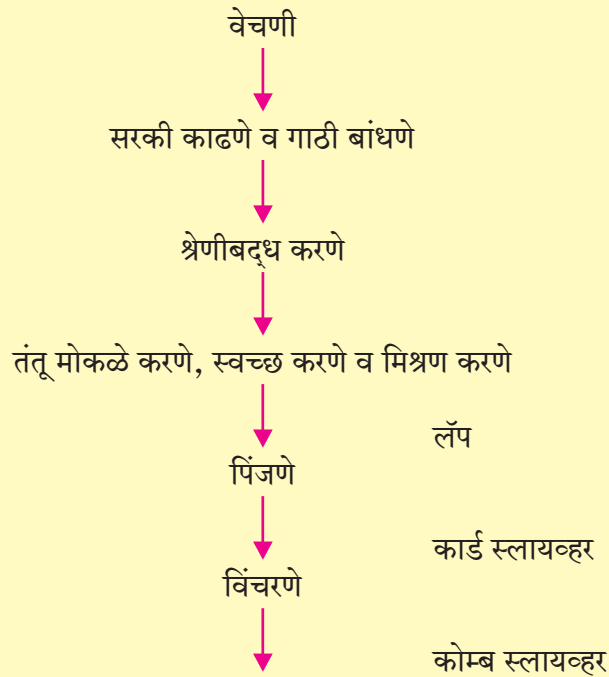 वेचणी
सरकी काढणे व गाठी बांधणे
श्रेणीबद्ध करणे
तंतू मोकळे करणे, स्वच्छ करणे व मिश्रण करणे
लॅप
पिंजणे
कार्ड स्लायव्हर
विंचरणे
कोम्ब स्लायव्हर